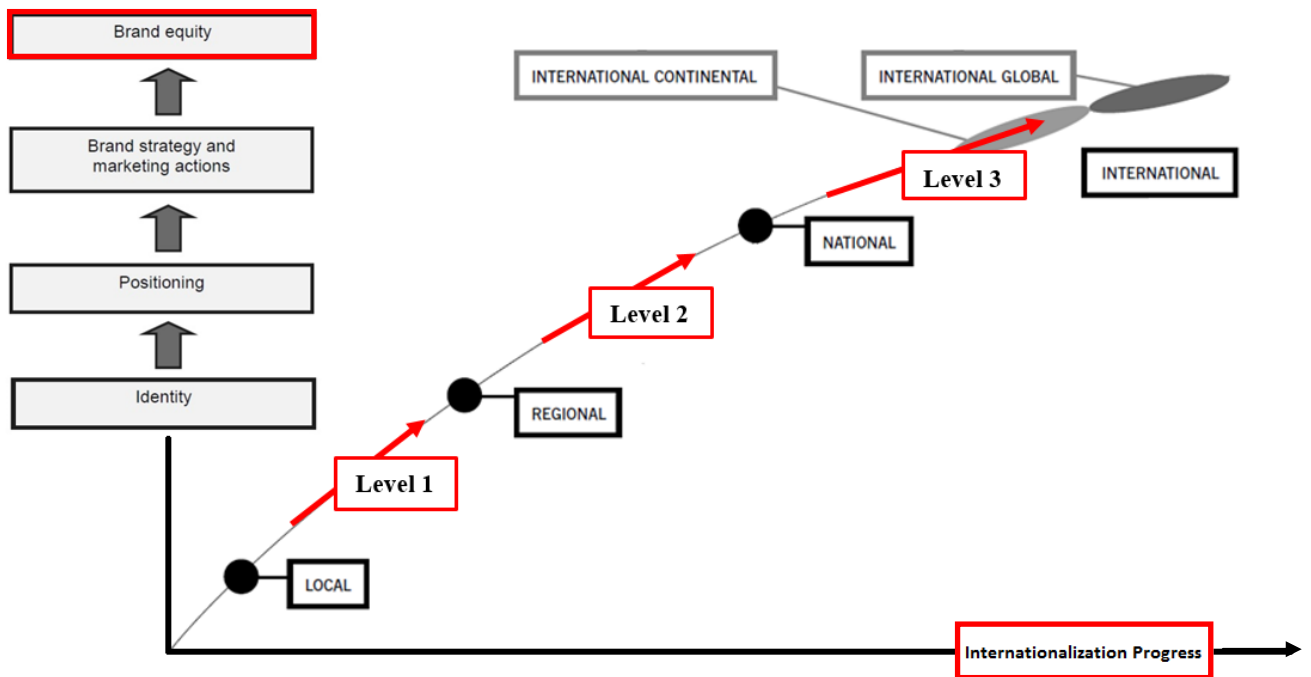 Brand equity
Brand strategy and
marketing actions
Positioning
Identity
INTERNATIONAL CONTINENTAL
INTERNATIONAL GLOBAL
INTERNATIONAL
Level 3
NATIONAL
Level 2
REGIONAL
Level 1
LOCAL
Internationalization Progress